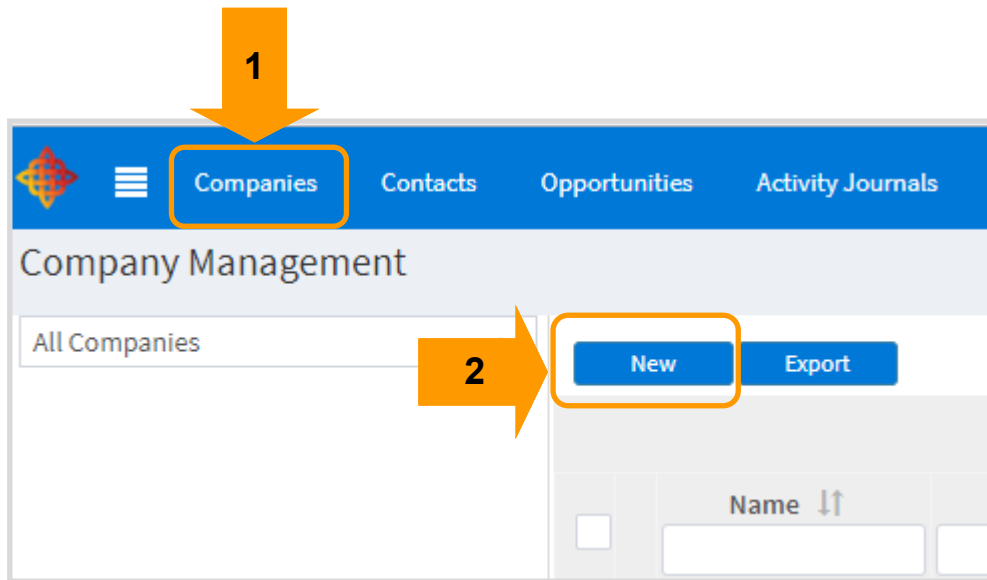 1
Companies Contacts Opportunities Activity Journals
Company Management
All Companies
2
New Export
Name